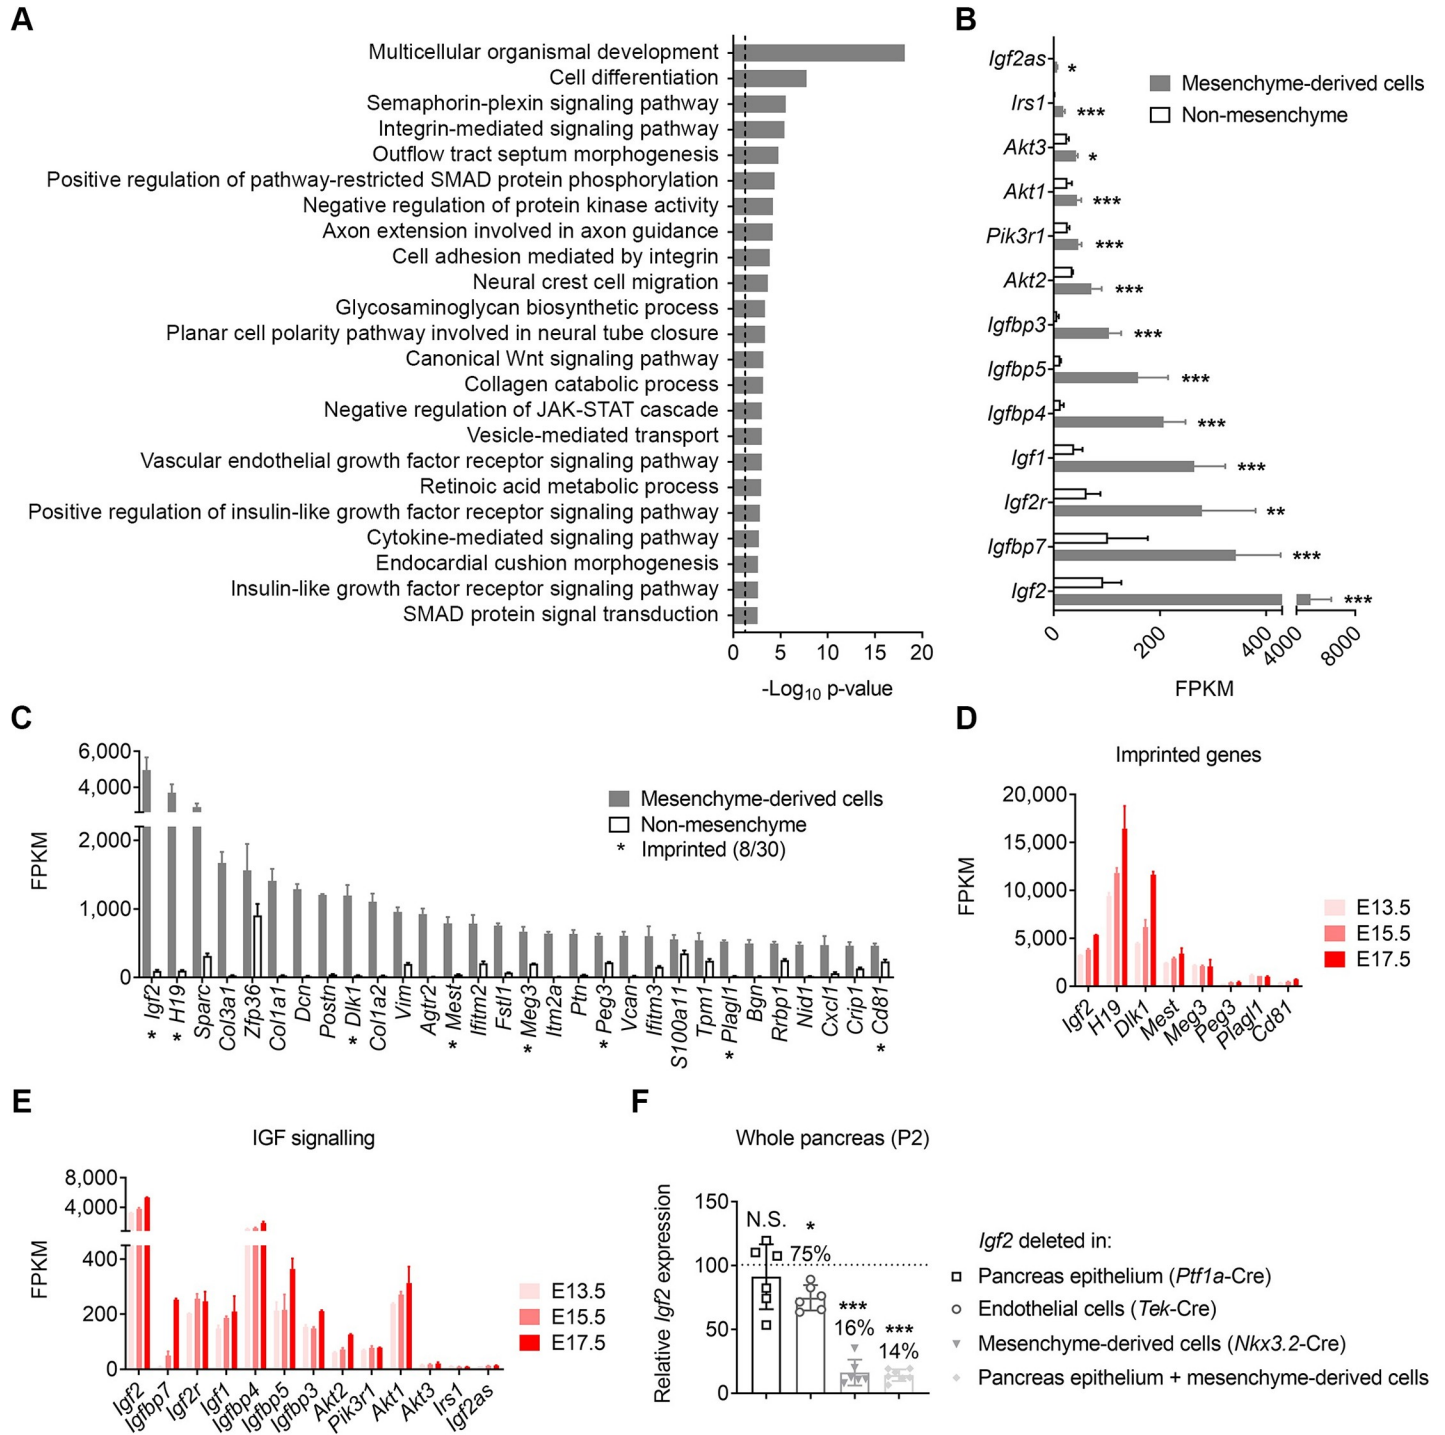 A
Multicellular organismal development
Cell differentiation
Semaphorin-plexin signaling pathway
Integrin-mediated signaling pathway
Outflow tract septum morphogenesis
Positive regulation of pathway-restricted SMAD protein phosphorylation
Negative regulation of protein kinase activity
Axon extension involved in axon guidance
Cell adhesion mediated by integrin
Neural crest cell migration
Glycosaminoglycan biosynthetic process
Planar cell polarity pathway involved in neural tube closure
Canonical Wnt signaling pathway
Collagen catabolic process
Negative regulation of JAK-STAT cascade
Vesicle-mediated transport
Vascular endothelial growth factor receptor signaling pathway
Retinoic acid metabolic process
Positive regulation of insulin-like growth factor receptor signaling pathway
Cytokine-mediated signaling pathway
Endocardial cushion morphogenesis
Insulin-like growth factor receptor signaling pathway
SMAD protein signal transduction
0 5 10 15 20
-Log10 p-value
B
Mesenchyme-derived cells
Non-mesenchyme
Igf2as *
Irs1 ***
Akt3 *
Akt1 ***
Pik3r1 ***
Akt2 ***
Igfbp3 ***
Igfbp5 ***
Igfbp4 ***
Igf1 ***
Igf2r **
Igfbp7 ***
Igf2 ***
0 200 400 4000 8000
FPKM
C
FPKM
6,000
4,000
2,000
1,000
0
Mesenchyme-derived cells
Non-mesenchyme
* Imprinted (8/30)
* Igf2
* H19
Sparc
Col3a1
Zfp36
Col1a1
Dcn
Postn
* Dlk1
Col1a2
Vim
Agtr2
* Mest
Ifitm2
Fstl1
* Meg3
Itm2a
Ptn
* Peg3
Vcan
Ifitm3
S100a11
Tpm1
* Plagl1
Bgn
Rrbp1
Nid1
Cxcl1
Crip1
* Cd81
D
Imprinted genes
FPKM
20,000
15,000
10,000
5,000
0
E13.5
E15.5
E17.5
Igf2
H19
Dlk1
Mest
Meg3
Peg3
Plagl1
Cd81
E
IGF signalling
FPKM
8,000
4,000
400
200
0
E13.5
E15.5
E17.5
Igf2
Igfbp7
Igf2r
Igf1
Igfbp4
Igfbp5
Igfbp3
Akt2
Pik3r1
Akt1
Akt3
Irs1
Igf2as
F
Whole pancreas (P2)
Relative Igf2 expression
150
100
50
0
N.S.
*
75%
***
16%
***
14%
Igf2 deleted in:
Pancreas epithelium (Ptf1a-Cre)
Endothelial cells (Tek-Cre)
Mesenchyme-derived cells (Nkx3.2-Cre)
Pancreas epithelium + mesenchyme-derived cells